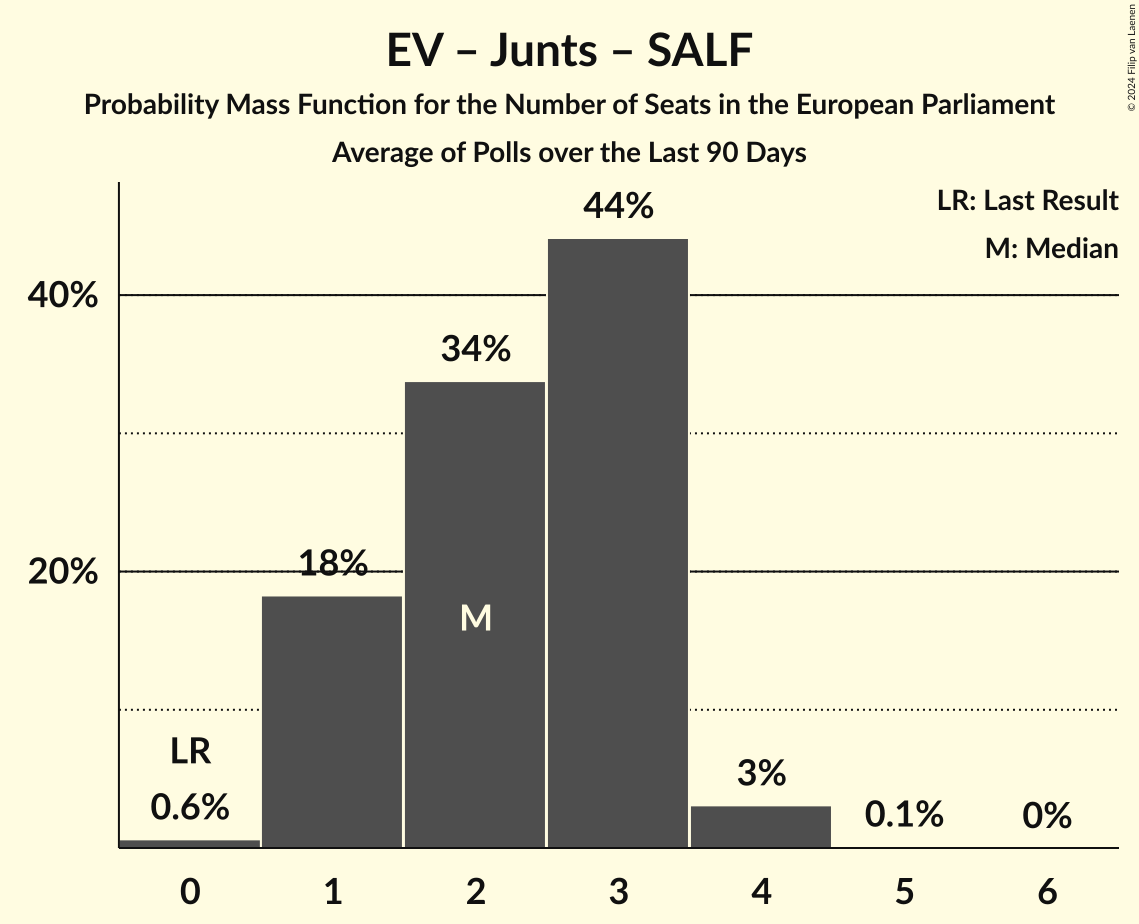 EV – Junts – SALF
Probability Mass Function for the Number of Seats in the European Parliament
Average of Polls over the Last 90 Days
© 2024 Filip van Laenen
LR: Last Result
M: Median
44%
40%
34%
20%
18%
M
LR
0.6%
3%
0.1%
0%
0 1 2 3 4 5 6